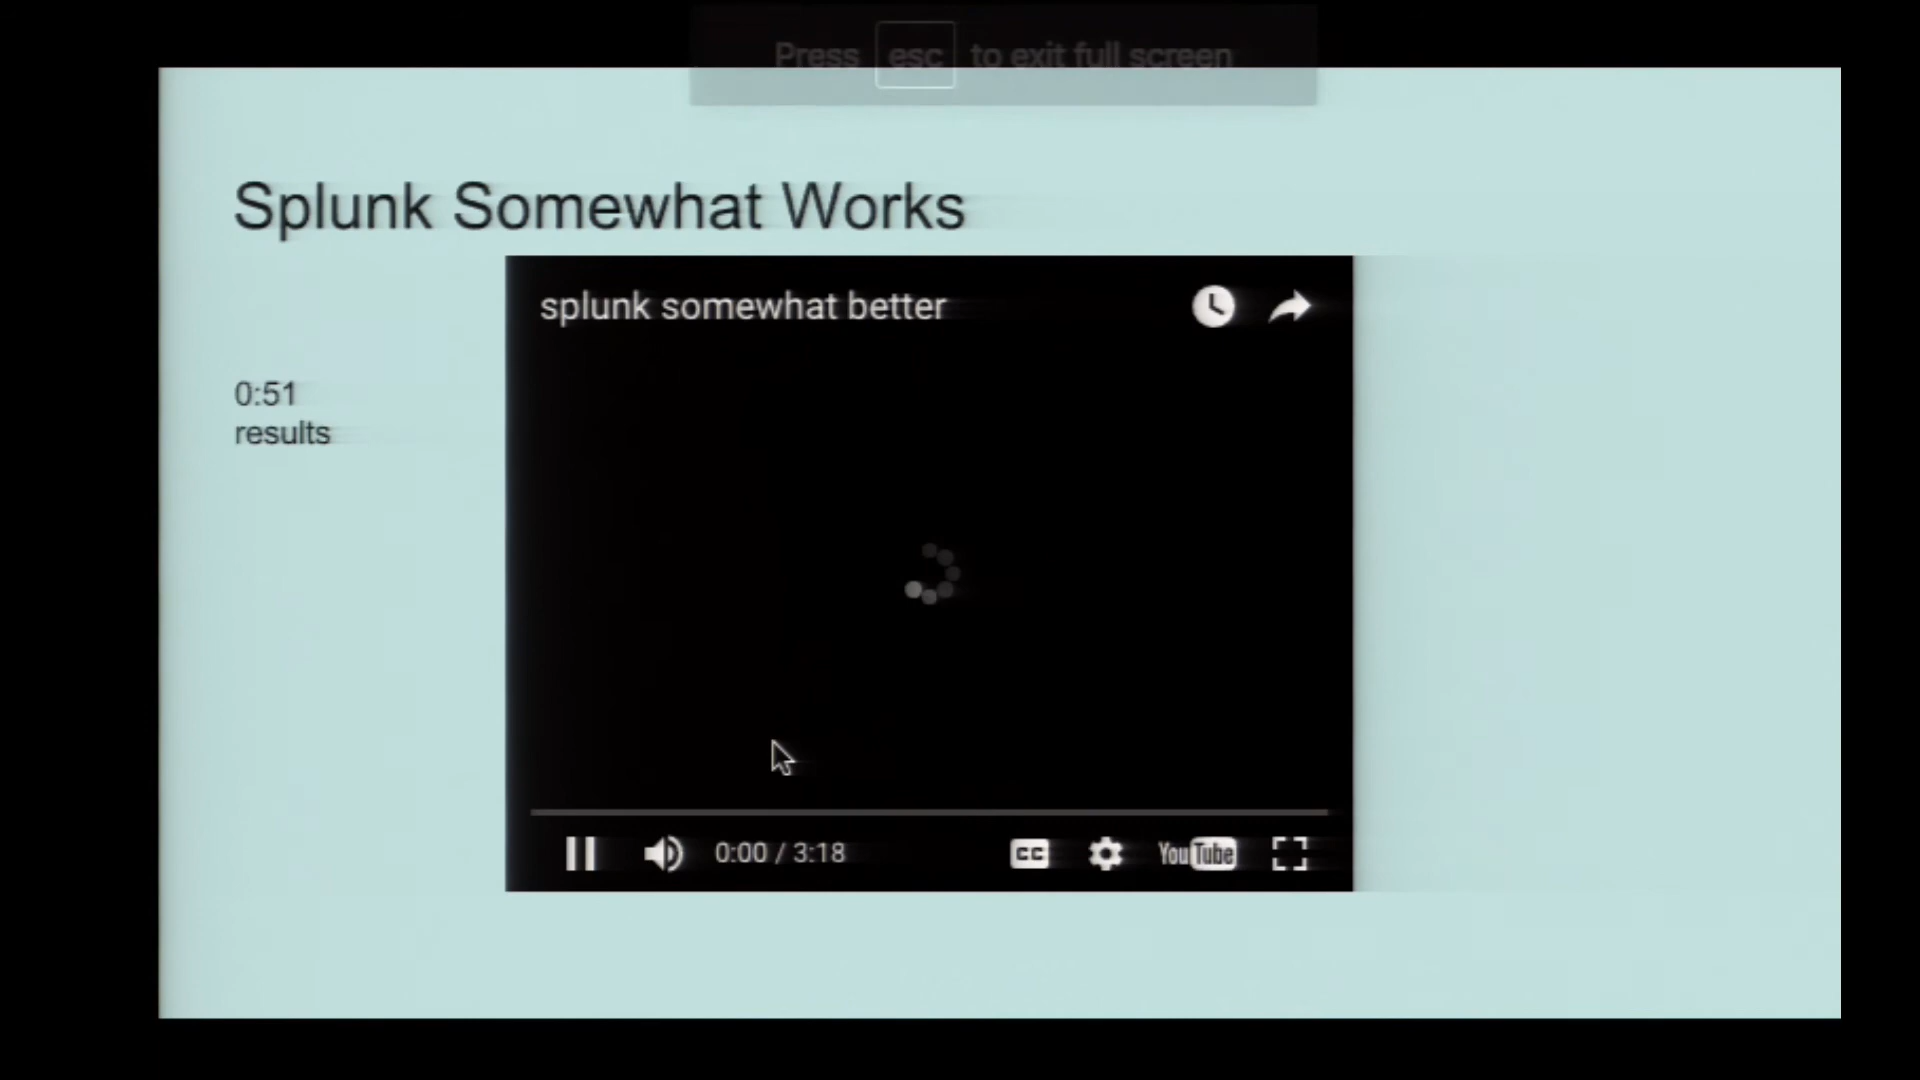 Press esc to exit full screen
Splunk Somewhat Works
splunk somewhat better
0:51
results
0:00 / 3:18
CC
YouTube